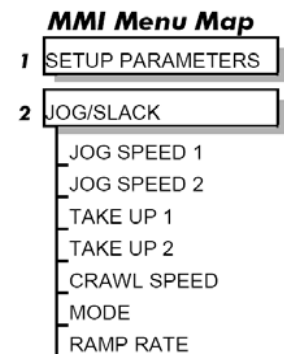 MMI Menu Map
1 SETUP PARAMETERS
2 JOG/SLACK
JOG SPEED 1
JOG SPEED 2
TAKE UP 1
TAKE UP 2
CRAWL SPEED
MODE
RAMP RATE